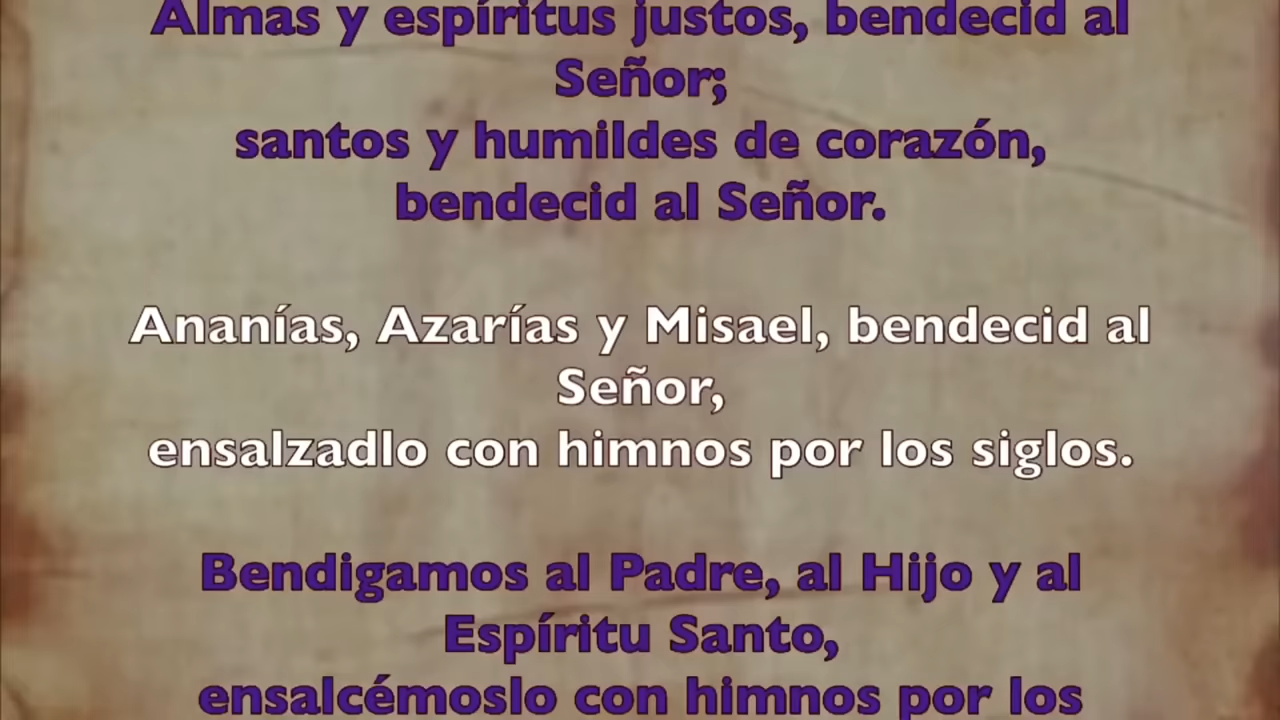 Almas y espíritus justos, bendecid al
Señor;
santos y humildes de corazón,
bendecid al Señor.
Ananías, Azarías y Misael, bendecid al
Señor,
ensalzadlo con himnos por los siglos.
Bendigamos al Padre, al Hijo y al
Espíritu Santo,
ensalcémoslo con himnos por los